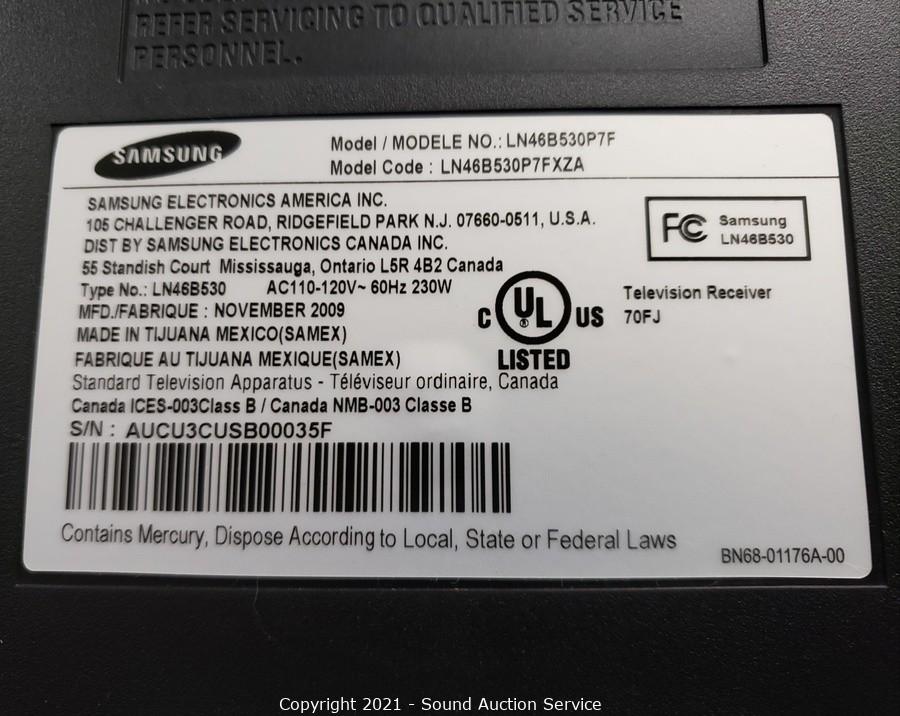 REFER SERVICING TO QUALIFIED SERVICE
PERSONNEL.
SAMSUNG
Model / MODELE NO.: LN46B530P7F
Model Code : LN46B530P7FXZA
SAMSUNG ELECTRONICS AMERICA INC.
105 CHALLENGER ROAD, RIDGEFIELD PARK N.J. 07660-0511, U.S.A.
DIST BY SAMSUNG ELECTRONICS CANADA INC.
55 Standish Court Mississauga, Ontario L5R 4B2 Canada
Type No.: LN46B530 AC110-120V~ 60Hz 230W
MFD./FABRIQUE : NOVEMBER 2009
MADE IN TIJUANA MEXICO(SAMEX)
FABRIQUE AU TIJUANA MEXIQUE(SAMEX)
Standard Television Apparatus - Téléviseur ordinaire, Canada
Canada ICES-003Class B / Canada NMB-003 Classe B
S/N : AUCU3CUSB00035F
FC Samsung
LN46B530
C UL ® US
LISTED
Television Receiver
70FJ
Contains Mercury, Dispose According to Local, State or Federal Laws
BN68-01176A-00
Copyright 2021 - Sound Auction Service